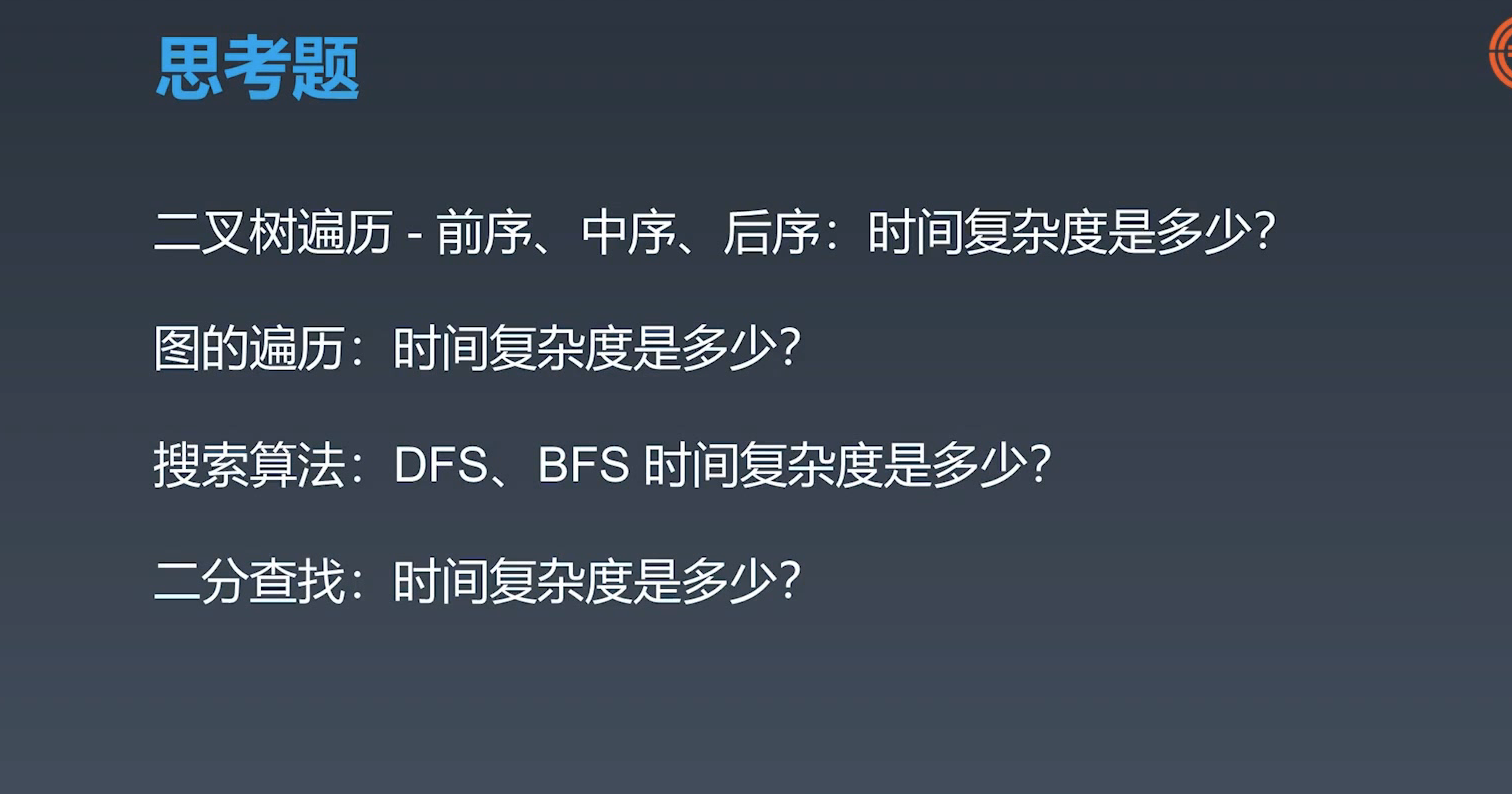 思考题
二叉树遍历 - 前序、中序、后序：时间复杂度是多少？
图的遍历：时间复杂度是多少？
搜索算法：DFS、BFS 时间复杂度是多少？
二分查找：时间复杂度是多少？